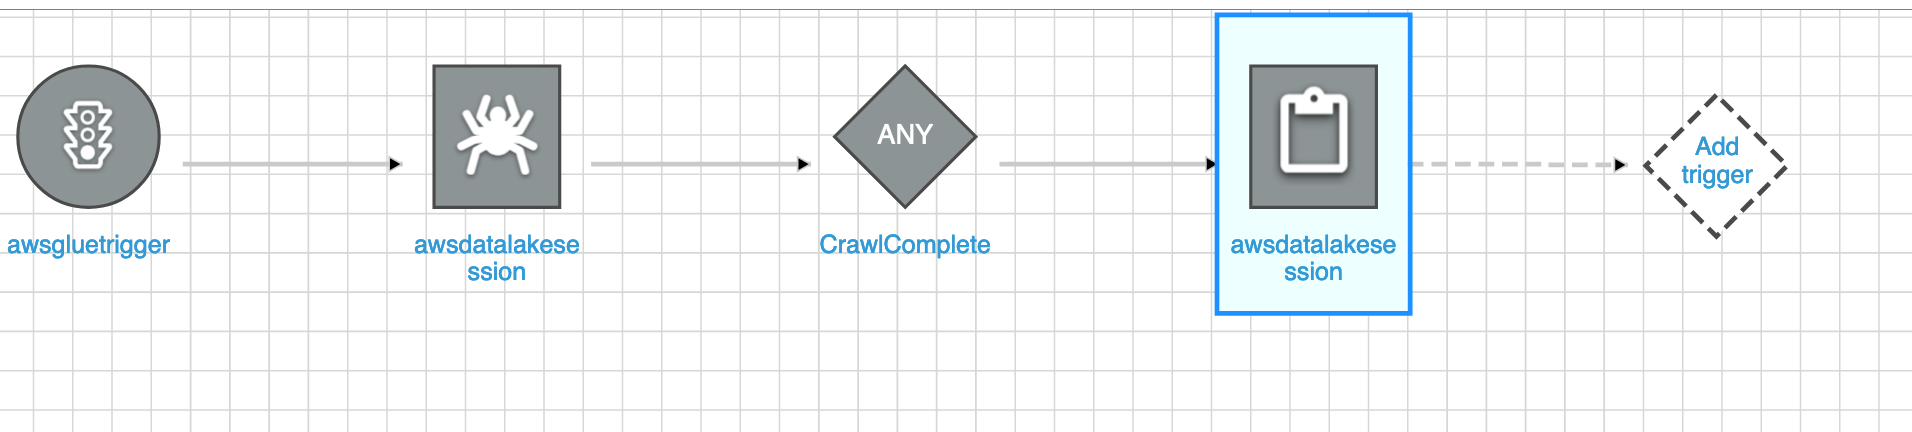 awsgluetrigger
awsdatalakese
ssion
ANY
CrawlComplete
awsdatalakese
ssion
Add
trigger